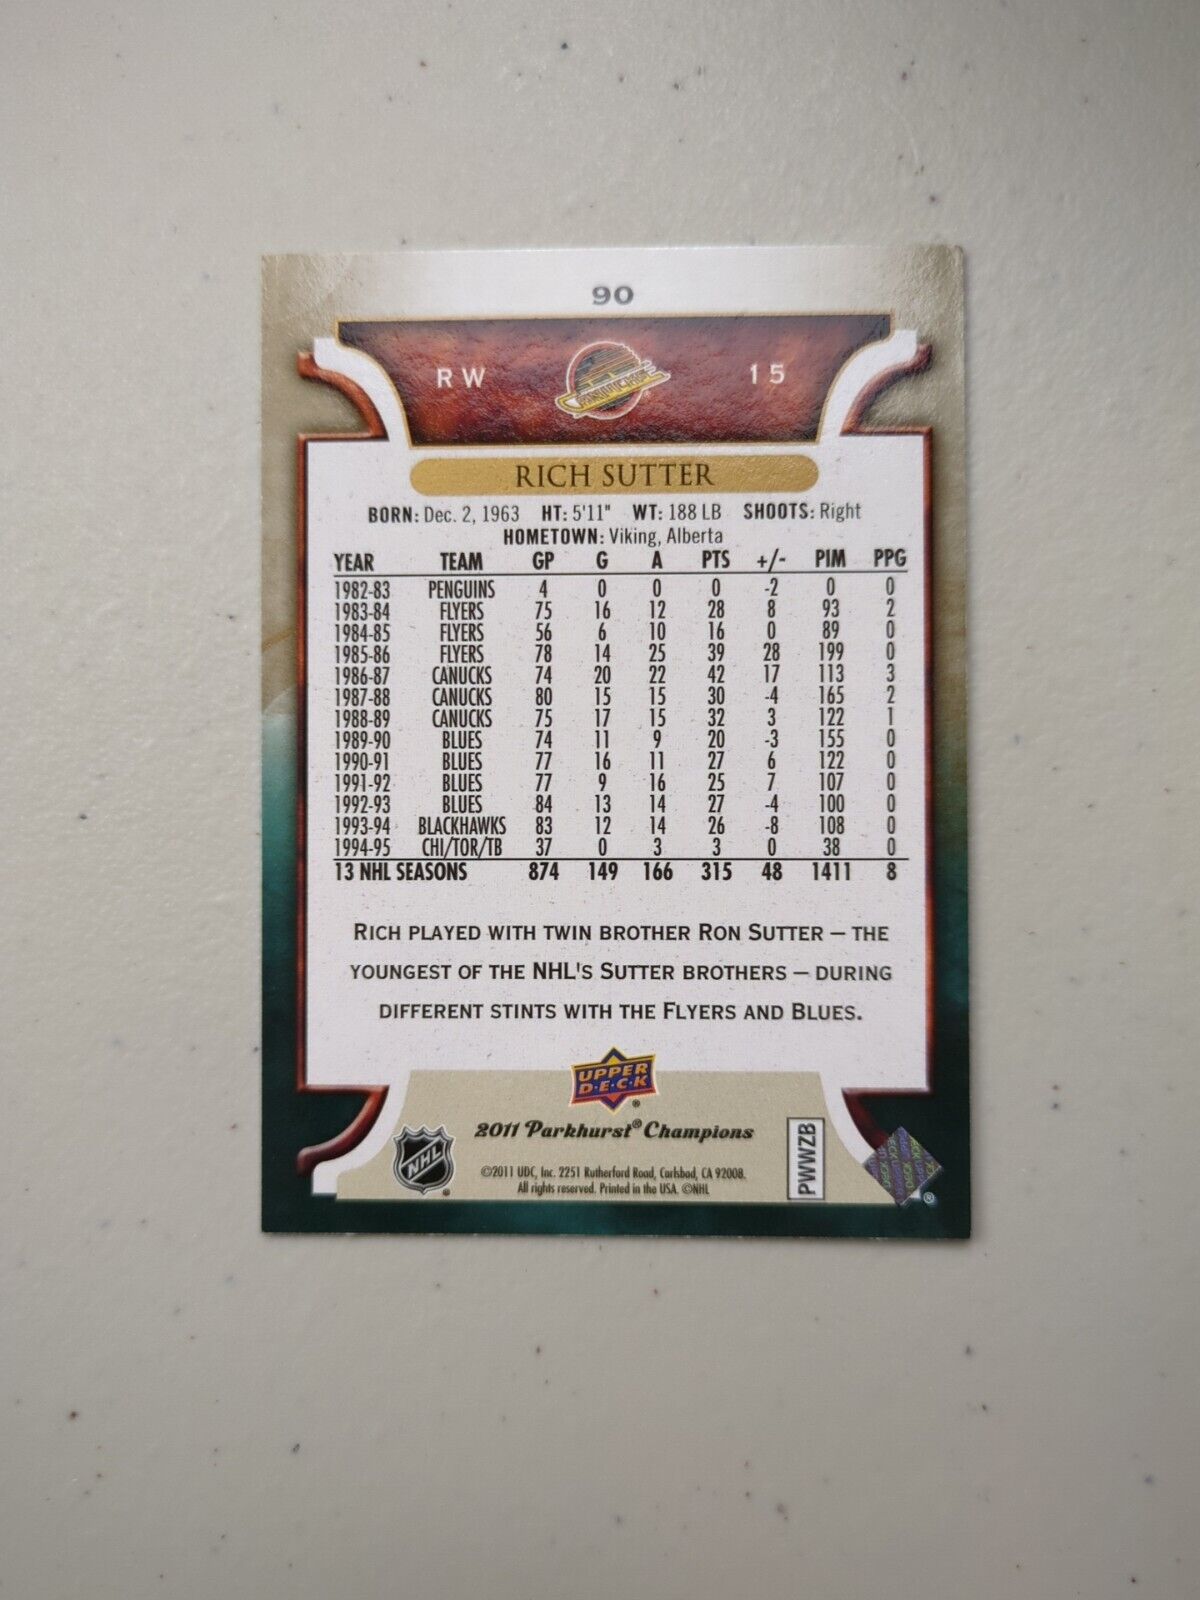 90
RW 15
CANUCKS
RICH SUTTER
BORN: Dec. 2, 1963 HT: 5'11" WT: 188 LB SHOOTS: Right
HOMETOWN: Viking, Alberta
YEAR TEAM GP G A PTS +/- PIM PPG
1982-83 PENGUINS 4 0 0 0 -2 0 0
1983-84 FLYERS 75 16 12 28 8 93 2
1984-85 FLYERS 56 6 10 16 0 89 0
1985-86 FLYERS 78 14 25 39 28 199 0
1986-87 CANUCKS 74 20 22 42 17 113 3
1987-88 CANUCKS 80 15 15 30 -4 165 2
1988-89 CANUCKS 75 17 15 32 3 122 1
1989-90 BLUES 74 11 9 20 -3 155 0
1990-91 BLUES 77 16 11 27 6 122 0
1991-92 BLUES 77 9 16 25 7 107 0
1992-93 BLUES 84 13 14 27 -4 100 0
1993-94 BLACKHAWKS 83 12 14 26 -8 108 0
1994-95 CHI/TOR/TB 37 0 3 3 0 38 0
13 NHL SEASONS 874 149 166 315 48 1411 8
RICH PLAYED WITH TWIN BROTHER RON SUTTER – THE
YOUNGEST OF THE NHL'S SUTTER BROTHERS – DURING
DIFFERENT STINTS WITH THE FLYERS AND BLUES.
UPPER
D·E·C·K ®
2011 Parkhurst® Champions
NHL ®
©2011 UDC, Inc. 2251 Rutherford Road, Carlsbad, CA 92008.
All rights reserved. Printed in the USA. ©NHL
PWWZB
®